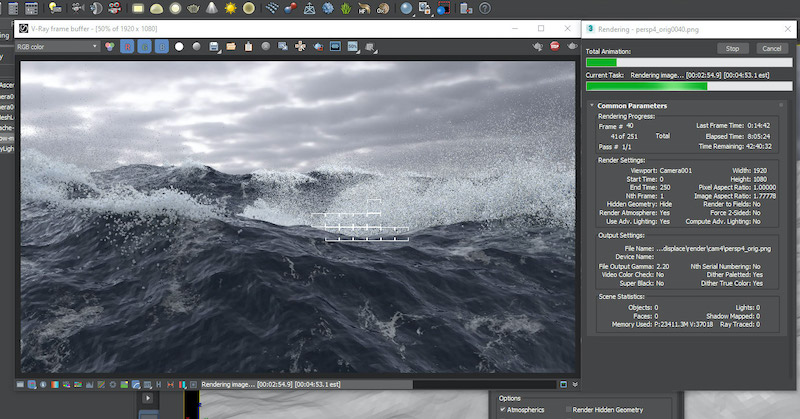 V-Ray frame buffer - [50% of 1920 x 1080]
RGB color
Rendering image... [00:02:54.9] [00:04:53.1 est]
Rendering - persp4_orig0040.png
Total Animation:
Stop Cancel
Current Task: Rendering image... [00:02:54.9] [00:04:53.1 est]
Common Parameters
Rendering Progress:
Frame # 40 Last Frame Time: 0:14:42
41 of 251 Total Elapsed Time: 8:05:24
Pass # 1/1 Time Remaining: 42:40:32
Render Settings:
Viewport: Camera001 Width: 1920
Start Time: 0 Height: 1080
End Time: 250 Pixel Aspect Ratio: 1.00000
Nth Frame: 1 Image Aspect Ratio: 1.77778
Hidden Geometry: Hide Render to Fields: No
Render Atmosphere: Yes Force 2-Sided: No
Use Adv. Lighting: Yes Compute Adv. Lighting: No
Output Settings:
File Name: ...displace\render\cam4\persp4_orig.png
Device Name:
File Output Gamma: 2.20 Nth Serial Numbering: No
Video Color Check: No Dither Paletted: Yes
Super Black: No Dither True Color: Yes
Scene Statistics:
Objects: 0 Lights: 0
Faces: 0 Shadow Mapped: 0
Memory Used: P:23411.3M V:37018 Ray Traced: 0
Options
Atmospherics Render Hidden Geometry